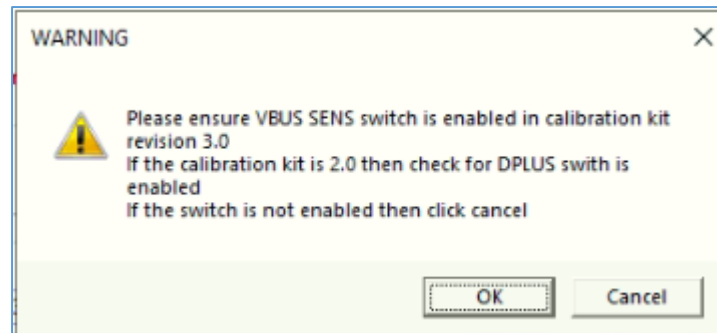 WARNING
Please ensure VBUS SENS switch is enabled in calibration kit
revision 3.0
If the calibration kit is 2.0 then check for DPLUS swith is
enabled
If the switch is not enabled then click cancel
OK
Cancel